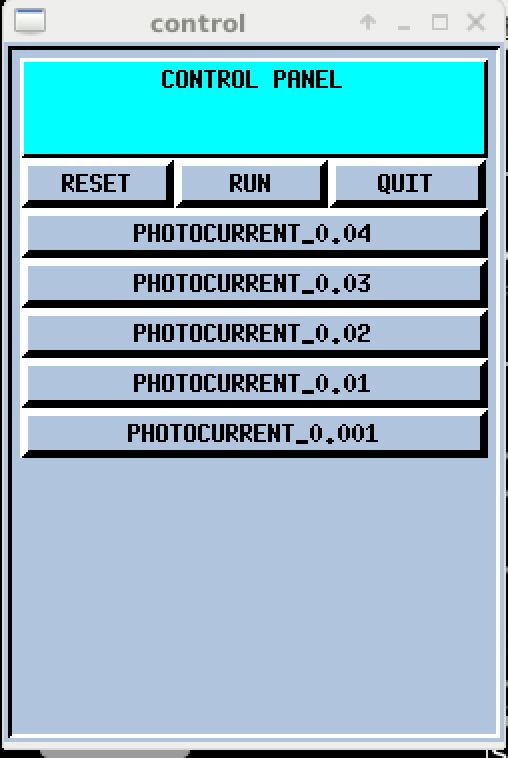 control
CONTROL PANEL
RESET RUN QUIT
PHOTOCURRENT_0.04
PHOTOCURRENT_0.03
PHOTOCURRENT_0.02
PHOTOCURRENT_0.01
PHOTOCURRENT_0.001